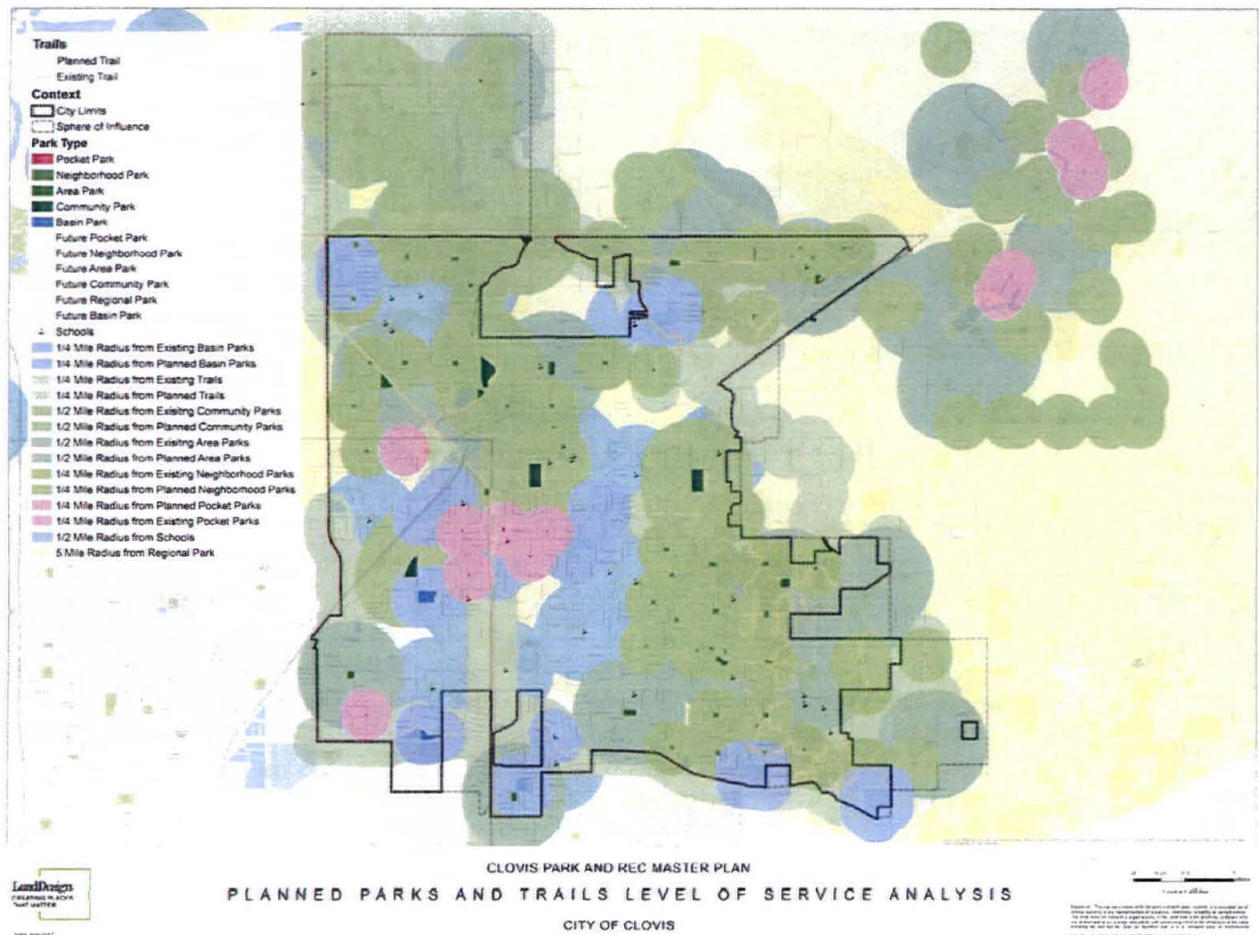 Trails
Planned Trail
Existing Trail
Context
City Limits
Sphere of Influence
Park Type
Pocket Park
Neighborhood Park
Area Park
Community Park
Basin Park
Future Pocket Park
Future Neighborhood Park
Future Area Park
Future Community Park
Future Regional Park
Future Basin Park
Schools
1/4 Mile Radius from Existing Basin Parks
1/4 Mile Radius from Planned Basin Parks
1/4 Mile Radius from Existing Trails
1/4 Mile Radius from Planned Trails
1/2 Mile Radius from Exisitng Community Parks
1/2 Mile Radius from Planned Community Parks
1/2 Mile Radius from Exisitng Area Parks
1/2 Mile Radius from Planned Area Parks
1/4 Mile Radius from Existing Neighborhood Parks
1/4 Mile Radius from Planned Neighborhood Parks
1/4 Mile Radius from Planned Pocket Parks
1/4 Mile Radius from Existing Pocket Parks
1/2 Mile Radius from Schools
5 Mile Radius from Regional Park
CLOVIS PARK AND REC MASTER PLAN
PLANNED PARKS AND TRAILS LEVEL OF SERVICE ANALYSIS
CITY OF CLOVIS
LandDesign
CREATING PLACES
THAT MATTER